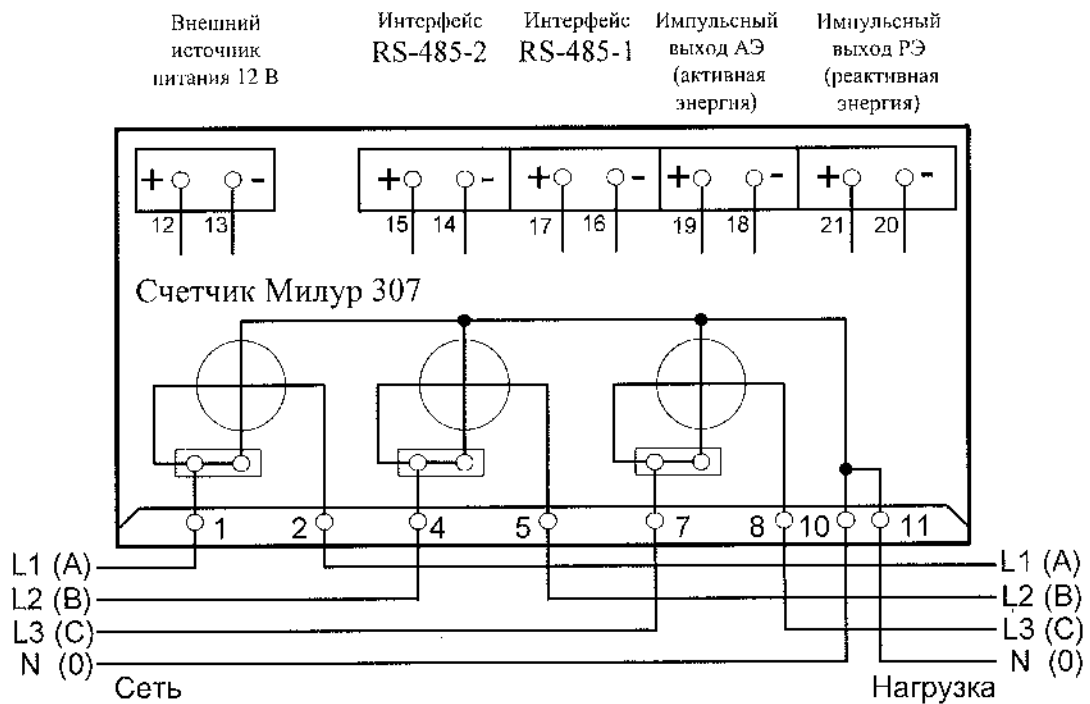 Внешний
источник
питания 12 В
Интерфейс
RS-485-2
Интерфейс
RS-485-1
Импульсный
выход АЭ
(активная
энергия)
Импульсный
выход РЭ
(реактивная
энергия)
+ - + - + - + - + -
12 13 15 14 17 16 19 18 21 20
Счетчик Милур 307
1 2 4 5 7 8 10 11
L1 (A) L1 (A)
L2 (B) L2 (B)
L3 (C) L3 (C)
N (0) N (0)
Сеть Нагрузка